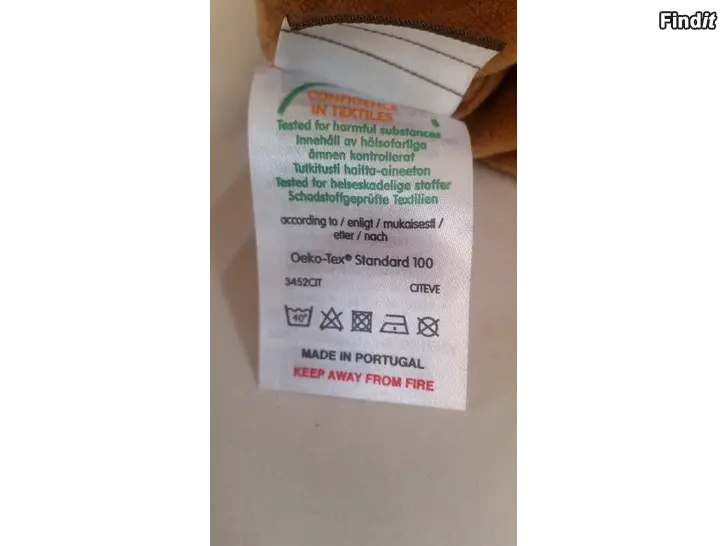 Findit
CONFIDENCE
IN TEXTILES
Tested for harmful substances
Innehåll av hälsofarliga
ämnen kontrollerat
Tutkitusti haitta-aineeton
Tested for helseskadelige stoffer
Schadstoffgeprüfte Textilien
according to / enligt / mukaisesti /
etter / nach
Oeko-Tex® Standard 100
3452CIT CITEVE
40°
MADE IN PORTUGAL
KEEP AWAY FROM FIRE